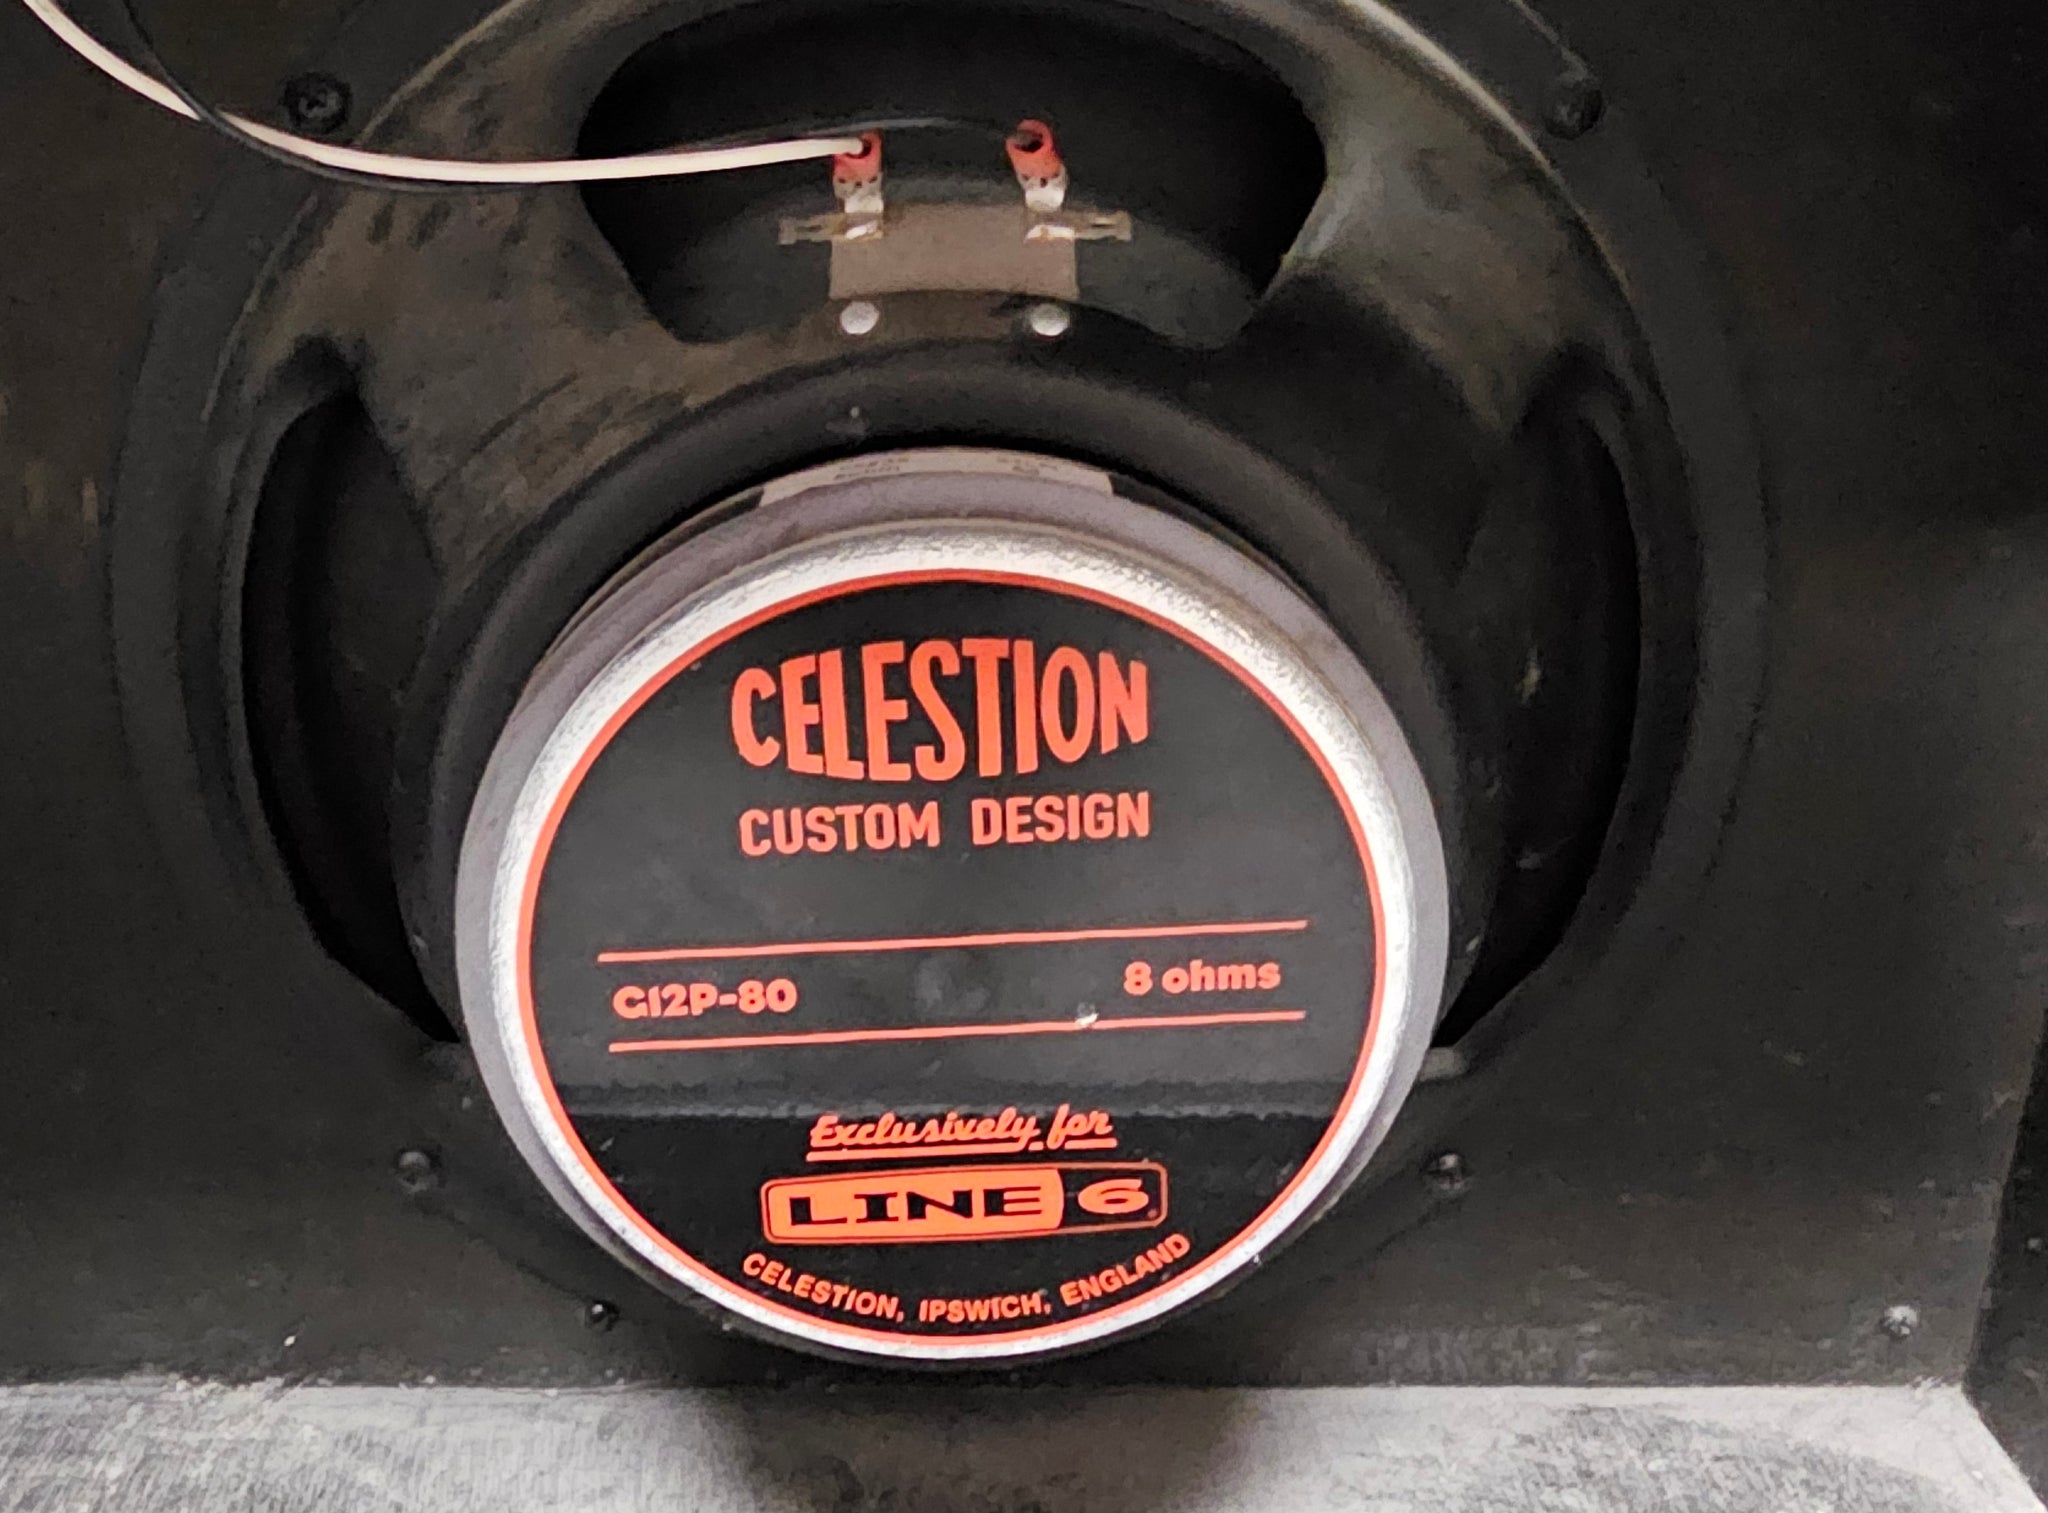 CELESTION
CUSTOM DESIGN
G12P-80 8 ohms
Exclusively for
LINE 6
CELESTION, IPSWICH, ENGLAND